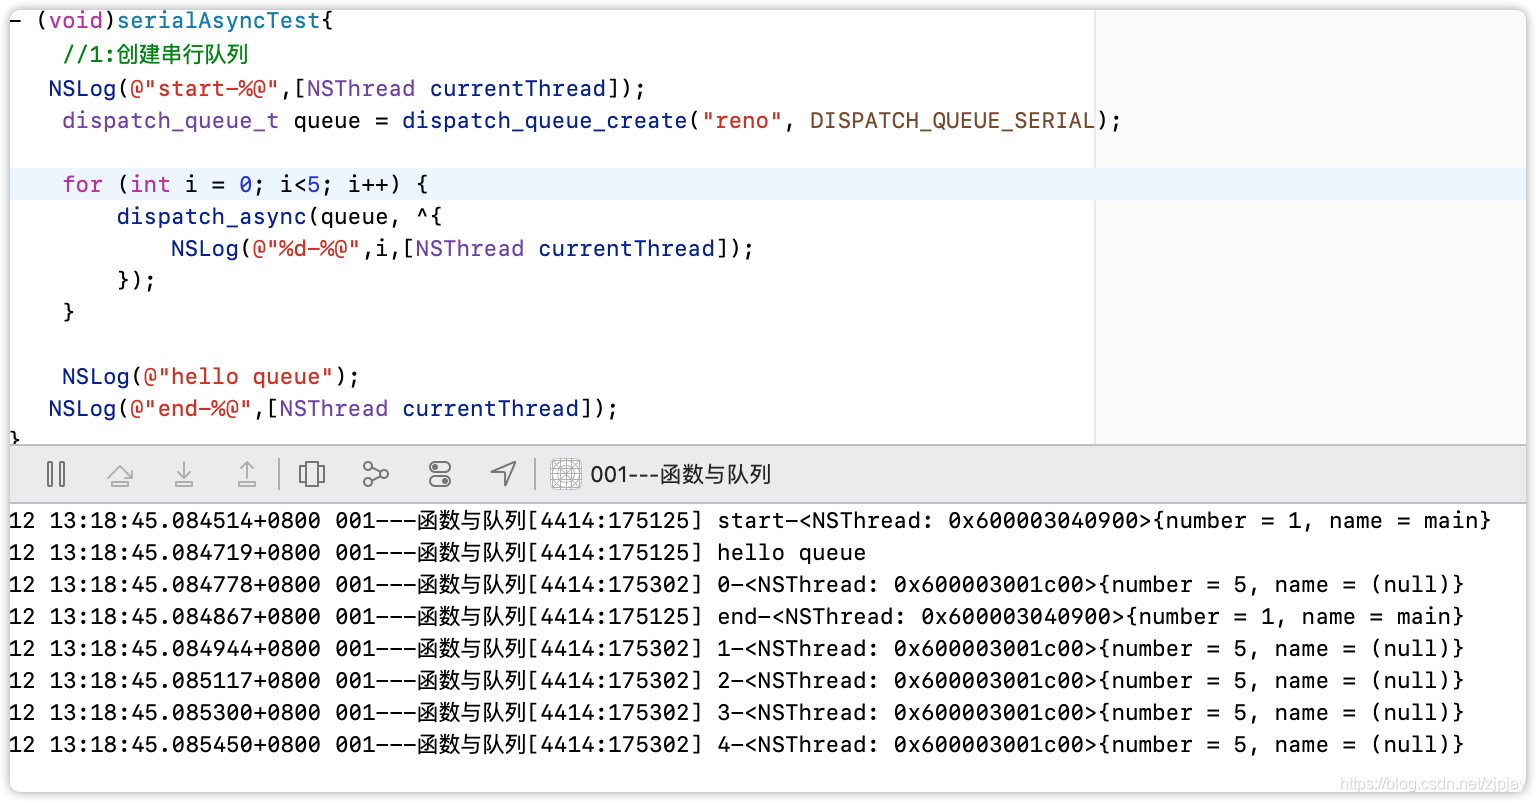 - (void)serialAsyncTest{
//1:创建串行队列
NSLog(@"start-%@",[NSThread currentThread]);
dispatch_queue_t queue = dispatch_queue_create("reno", DISPATCH_QUEUE_SERIAL);
for (int i = 0; i<5; i++) {
dispatch_async(queue, ^{
NSLog(@"%d-%@",i,[NSThread currentThread]);
});
}
NSLog(@"hello queue");
NSLog(@"end-%@",[NSThread currentThread]);
}
001---函数与队列
12 13:18:45.084514+0800 001---函数与队列[4414:175125] start-<NSThread: 0x600003040900>{number = 1, name = main}
12 13:18:45.084719+0800 001---函数与队列[4414:175125] hello queue
12 13:18:45.084778+0800 001---函数与队列[4414:175302] 0-<NSThread: 0x600003001c00>{number = 5, name = (null)}
12 13:18:45.084867+0800 001---函数与队列[4414:175125] end-<NSThread: 0x600003040900>{number = 1, name = main}
12 13:18:45.084944+0800 001---函数与队列[4414:175302] 1-<NSThread: 0x600003001c00>{number = 5, name = (null)}
12 13:18:45.085117+0800 001---函数与队列[4414:175302] 2-<NSThread: 0x600003001c00>{number = 5, name = (null)}
12 13:18:45.085300+0800 001---函数与队列[4414:175302] 3-<NSThread: 0x600003001c00>{number = 5, name = (null)}
12 13:18:45.085450+0800 001---函数与队列[4414:175302] 4-<NSThread: 0x600003001c00>{number = 5, name = (null)}
https://blog.csdn.net/zjpjay